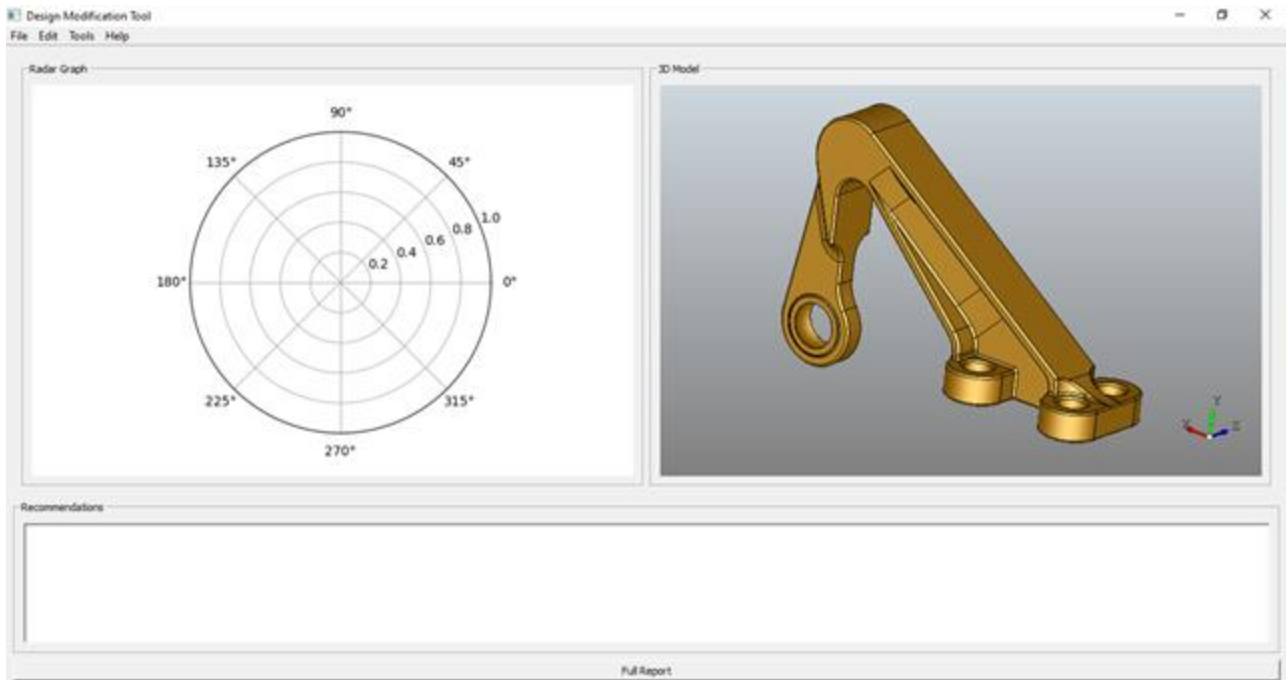 Design Modification Tool
File Edit Tools Help
Radar Graph
3D Model
90°
135°
45°
1.0
0.8
0.6
0.4
0.2
180°
0°
225°
315°
270°
Y
X
Z
Recommendations
Full Report